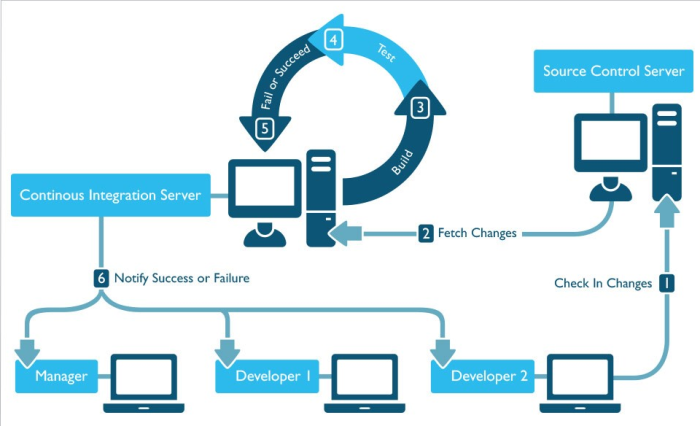 4
Test
Fail or Succeed
3
5
Build
Source Control Server
Continous Integration Server
2 Fetch Changes
6 Notify Success or Failure
Check In Changes 1
Manager
Developer 1
Developer 2